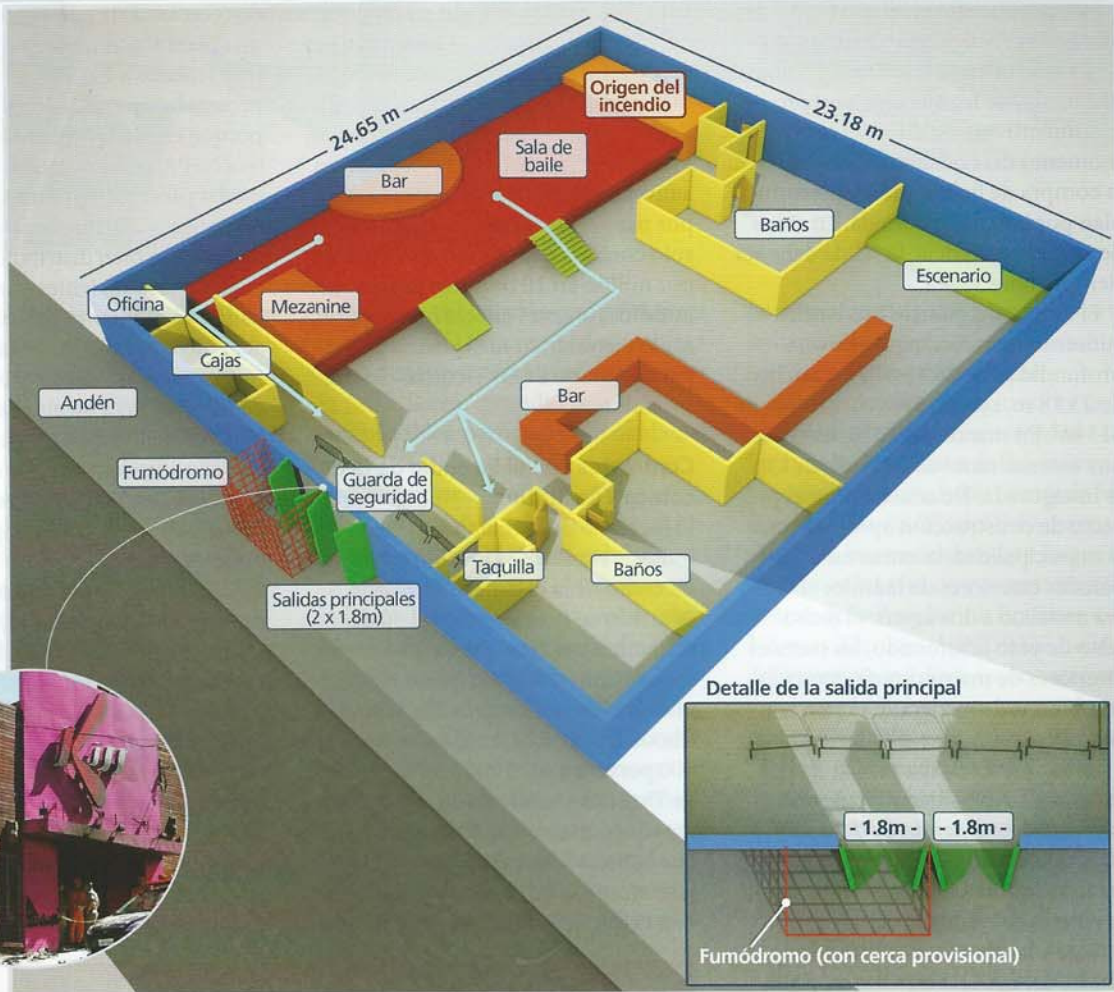 24.65 m
Origen del
incendio
23.18 m
Sala de
baile
Bar
Baños
Escenario
Oficina
Mezanine
Cajas
Andén
Bar
Fumódromo
Guarda de
seguridad
Taquilla
Baños
Salidas principales
(2 x 1.8m)
Detalle de la salida principal
- 1.8m -
- 1.8m -
Fumódromo (con cerca provisional)
Kiss